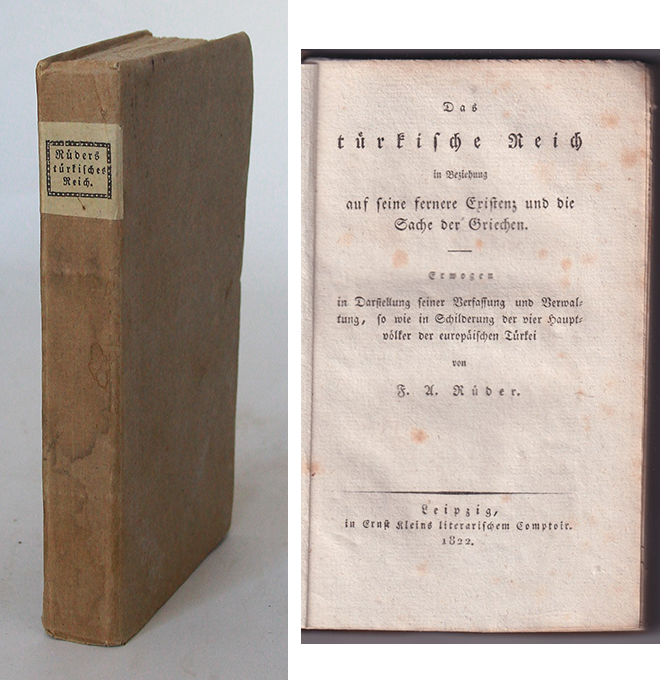 Rüders
türkisches
Reich.
Das
türkische Reich
in Beziehung
auf seine fernere Existenz und die
Sache der Griechen.
Erwogen
in Darstellung seiner Verfassung und Verwal-
tung, so wie in Schilderung der vier Haupt-
völker der europäischen Türkei
von
F. A. Rüder.
Leipzig,
in Ernst Kleins literarischem Comptoir.
1822.